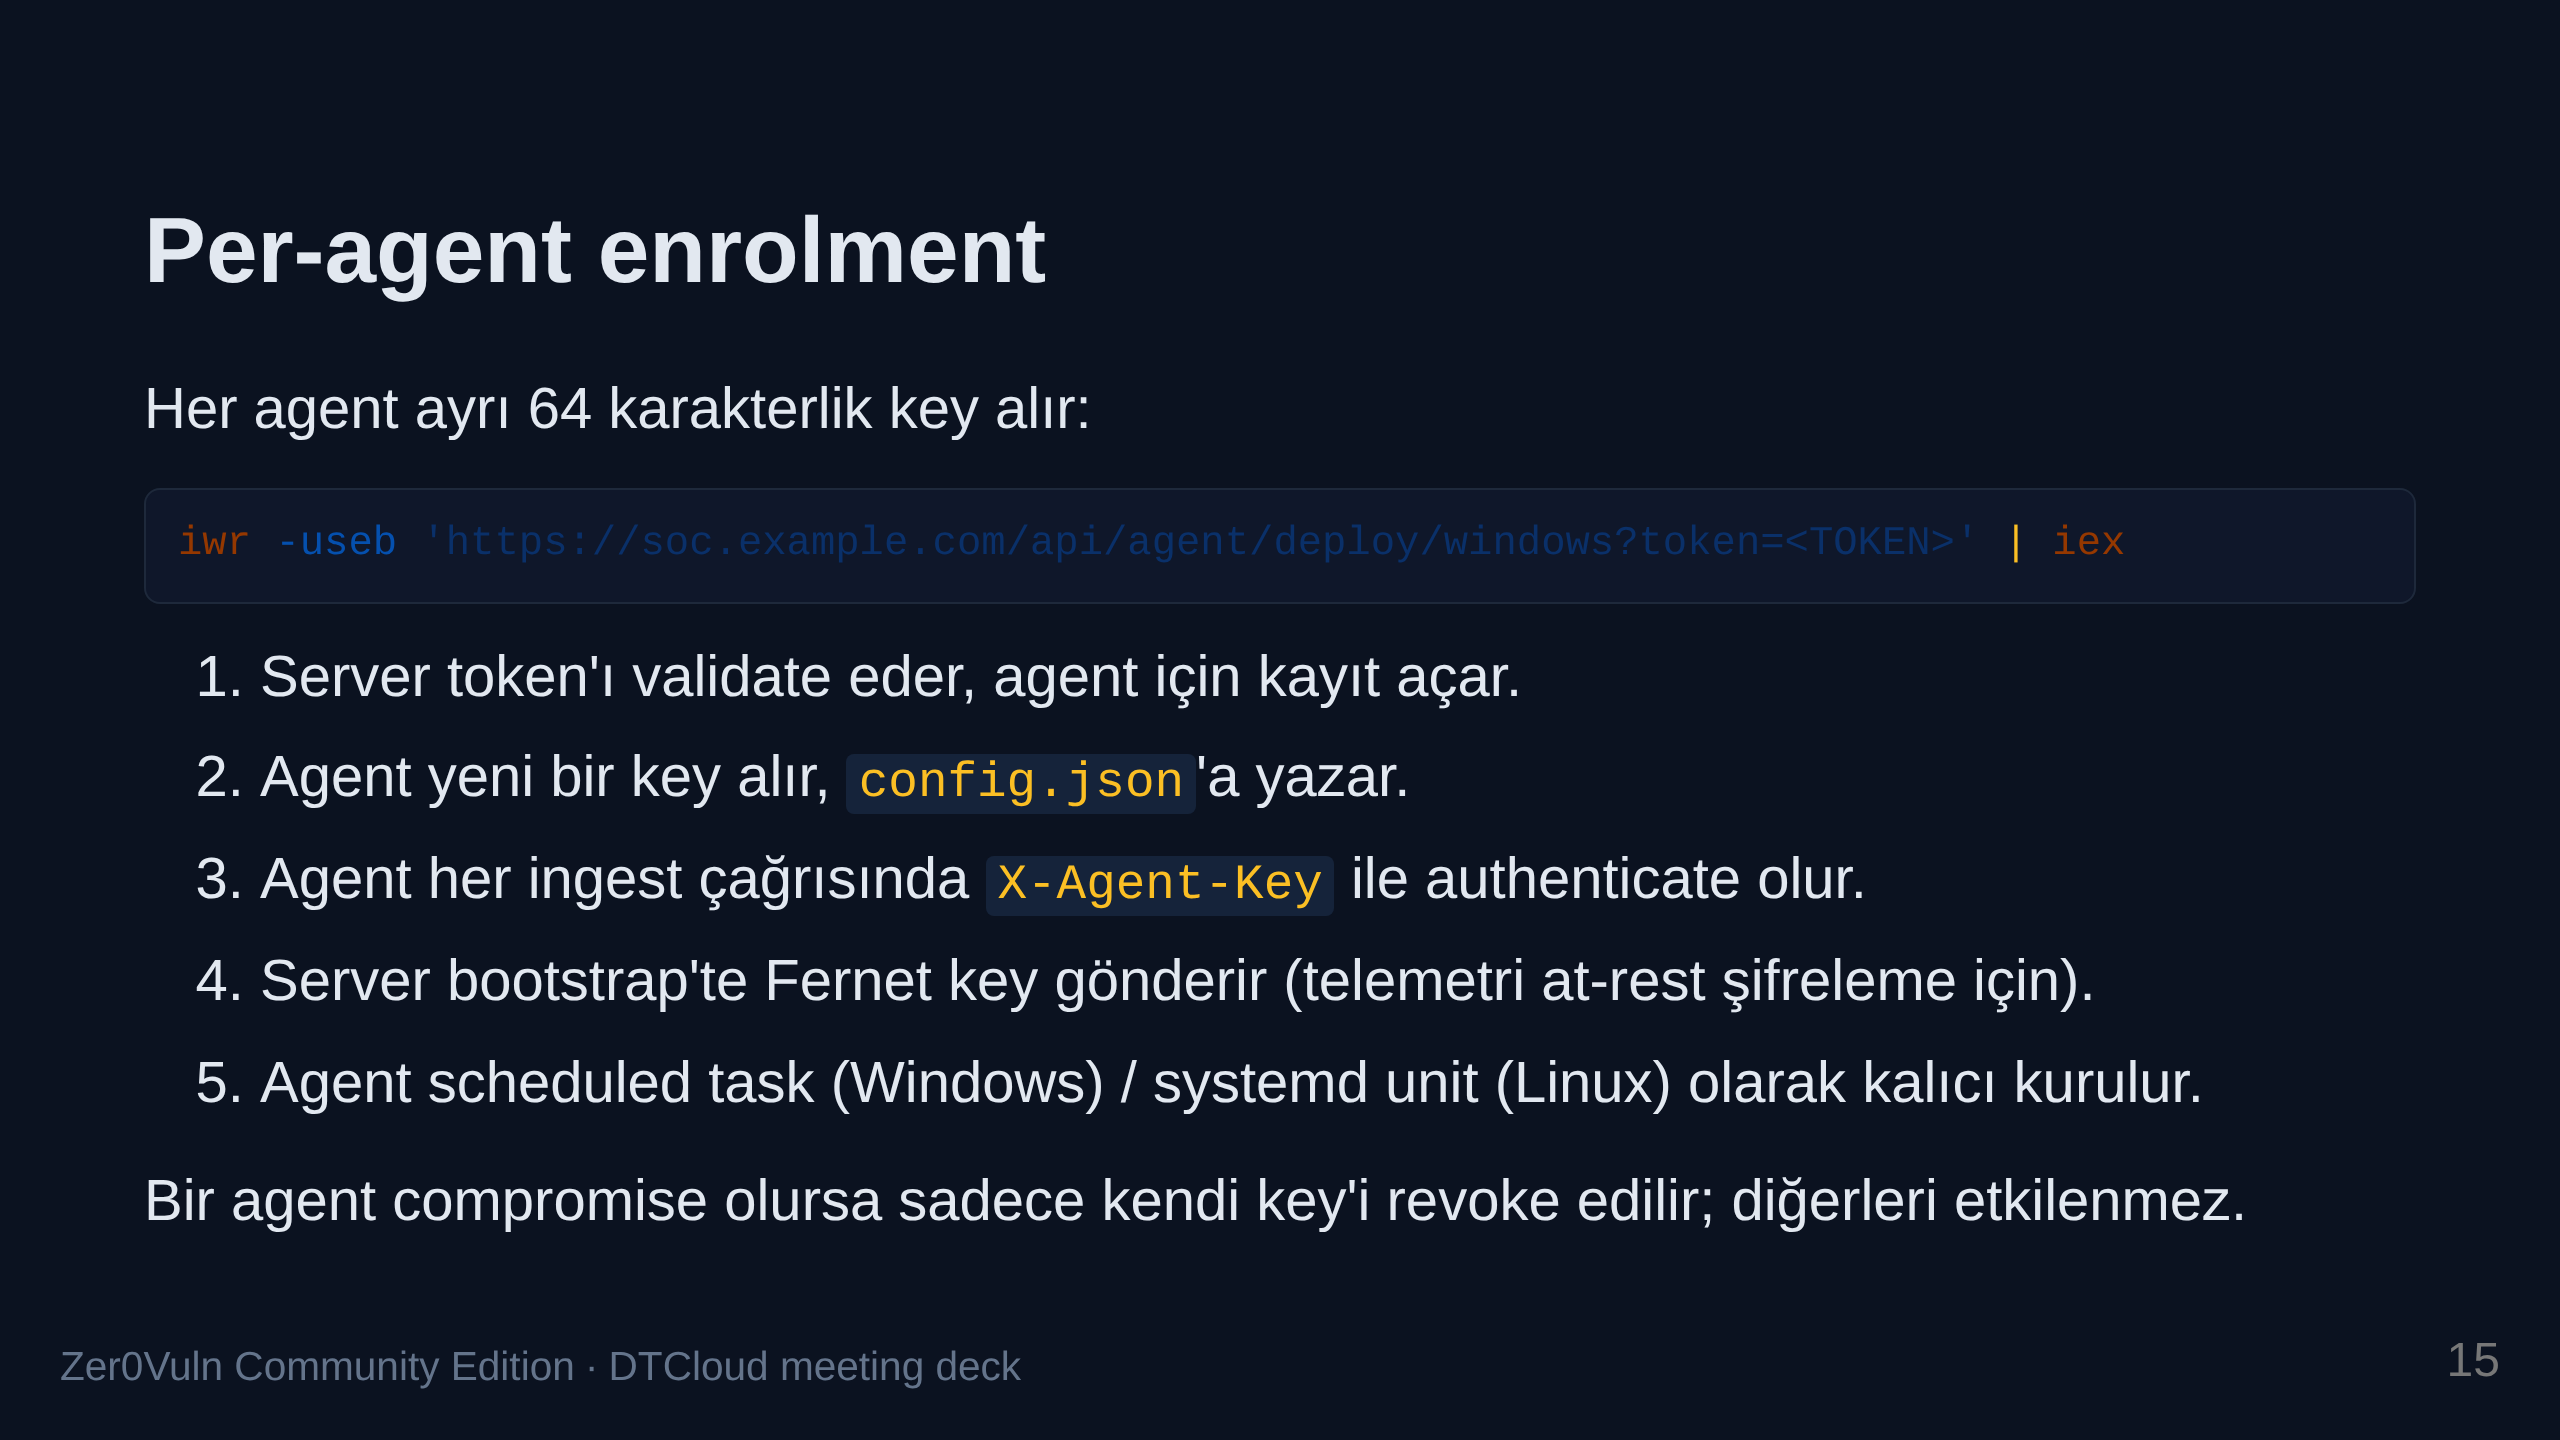 Per-agent enrolment
Her agent ayrı 64 karakterlik key alır:
iwr -useb 'https://soc.example.com/api/agent/deploy/windows?token=<TOKEN>' | iex
1. Server token'ı validate eder, agent için kayıt açar.
2. Agent yeni bir key alır, config.json'a yazar.
3. Agent her ingest çağrısında X-Agent-Key ile authenticate olur.
4. Server bootstrap'te Fernet key gönderir (telemetri at-rest şifreleme için).
5. Agent scheduled task (Windows) / systemd unit (Linux) olarak kalıcı kurulur.
Bir agent compromise olursa sadece kendi key'i revoke edilir; diğerleri etkilenmez.
Zer0Vuln Community Edition · DTCloud meeting deck
15